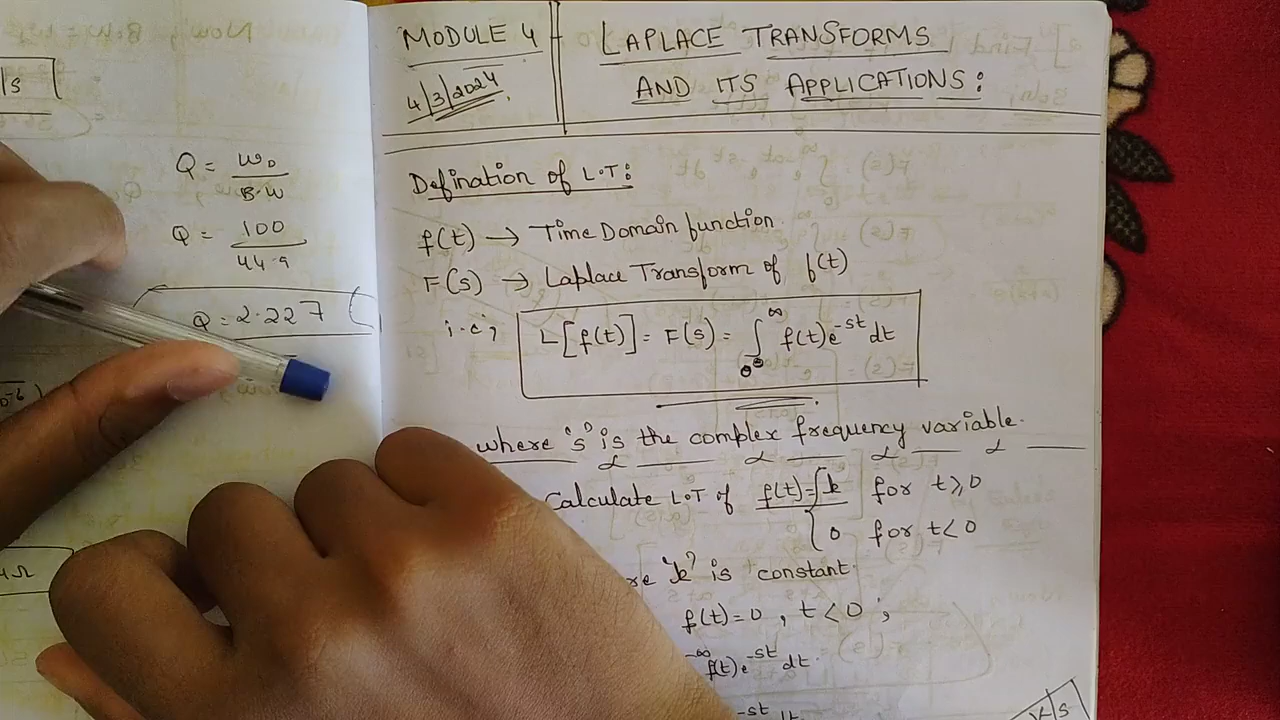 /s
Q = ω₀
B.W
Q = 100
44.9
Q = 2.227
MODULE 4
4/3/2024
LAPLACE TRANSFORMS
AND ITS APPLICATIONS:
Defination of L.T:
f(t) → Time Domain function
F(s) → Laplace Transform of f(t)
i.e; L[f(t)] = F(s) = ∫₀^∞ f(t)e^-st dt
where 's' is the complex frequency variable.
Calculate L.T of f(t) = { k for t ≥ 0
0 for t < 0
'k' is constant.
f(t) = 0, t < 0;
f(t)e^-st dt.
-st dt
k/s